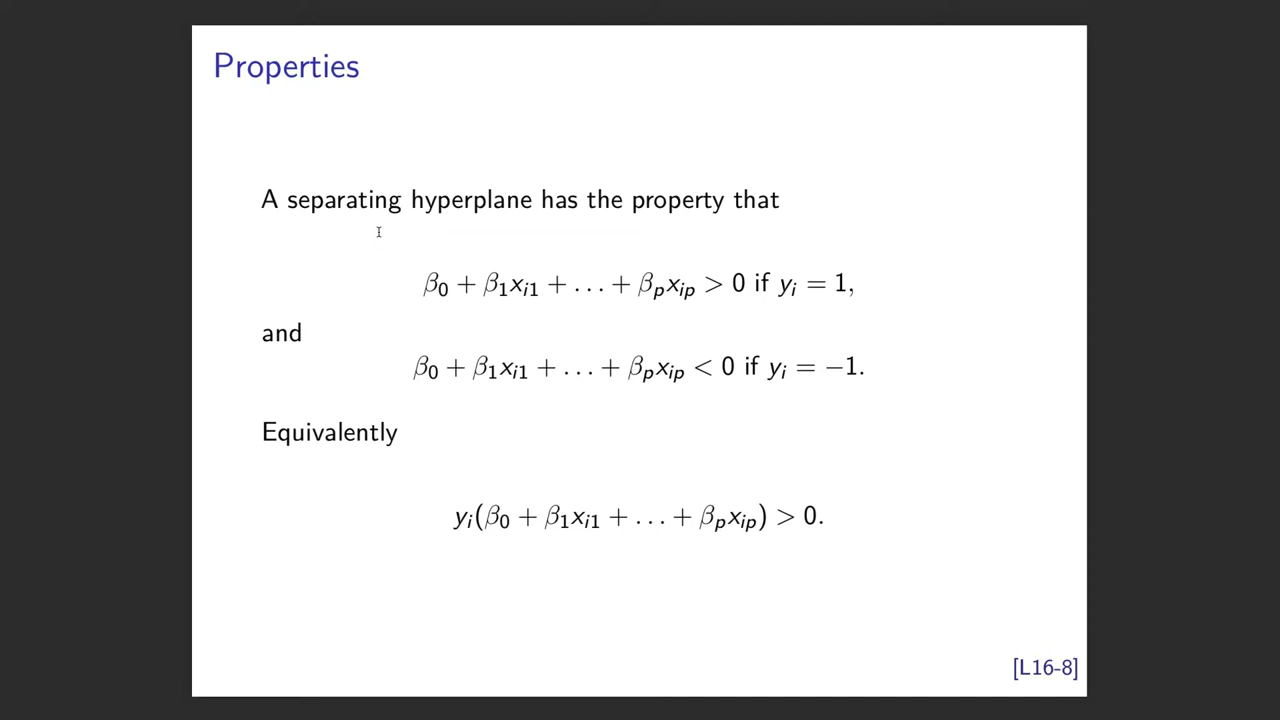 Properties
A separating hyperplane has the property that
β₀ + β₁xᵢ₁ + … + βₚxᵢₚ > 0 if yᵢ = 1,
and
β₀ + β₁xᵢ₁ + … + βₚxᵢₚ < 0 if yᵢ = −1.
Equivalently
yᵢ(β₀ + β₁xᵢ₁ + … + βₚxᵢₚ) > 0.
[L16-8]